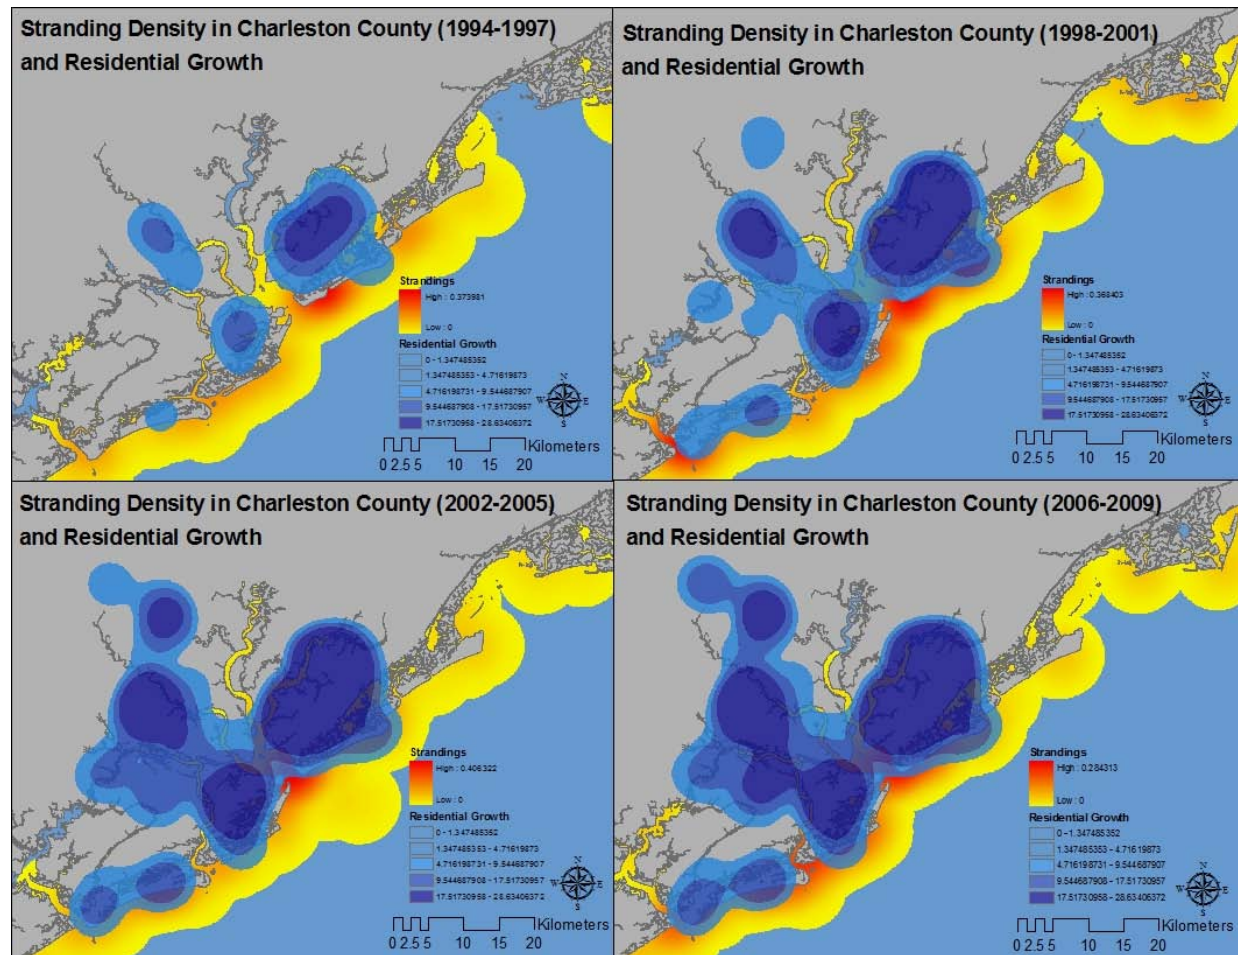 Stranding Density in Charleston County (1994-1997)
and Residential Growth
Strandings
High : 0.373981
Low : 0
Residential Growth
0 - 1.347485352
1.347485353 - 4.71619873
4.716198731 - 9.544687907
9.544687908 - 17.51730957
17.51730958 - 28.63406372
N
W E
S
Kilometers
0 2.5 5 10 15 20
Stranding Density in Charleston County (1998-2001)
and Residential Growth
Strandings
High : 0.368403
Low : 0
Residential Growth
0 - 1.347485352
1.347485353 - 4.71619873
4.716198731 - 9.544687907
9.544687908 - 17.51730957
17.51730958 - 28.63406372
N
W E
S
Kilometers
0 2.5 5 10 15 20
Stranding Density in Charleston County (2002-2005)
and Residential Growth
Strandings
High : 0.406322
Low : 0
Residential Growth
0 - 1.347485352
1.347485353 - 4.71619873
4.716198731 - 9.544687907
9.544687908 - 17.51730957
17.51730958 - 28.63406372
N
W E
S
Kilometers
0 2.5 5 10 15 20
Stranding Density in Charleston County (2006-2009)
and Residential Growth
Strandings
High : 0.284313
Low : 0
Residential Growth
0 - 1.347485352
1.347485353 - 4.71619873
4.716198731 - 9.544687907
9.544687908 - 17.51730957
17.51730958 - 28.63406372
N
W E
S
Kilometers
0 2.5 5 10 15 20